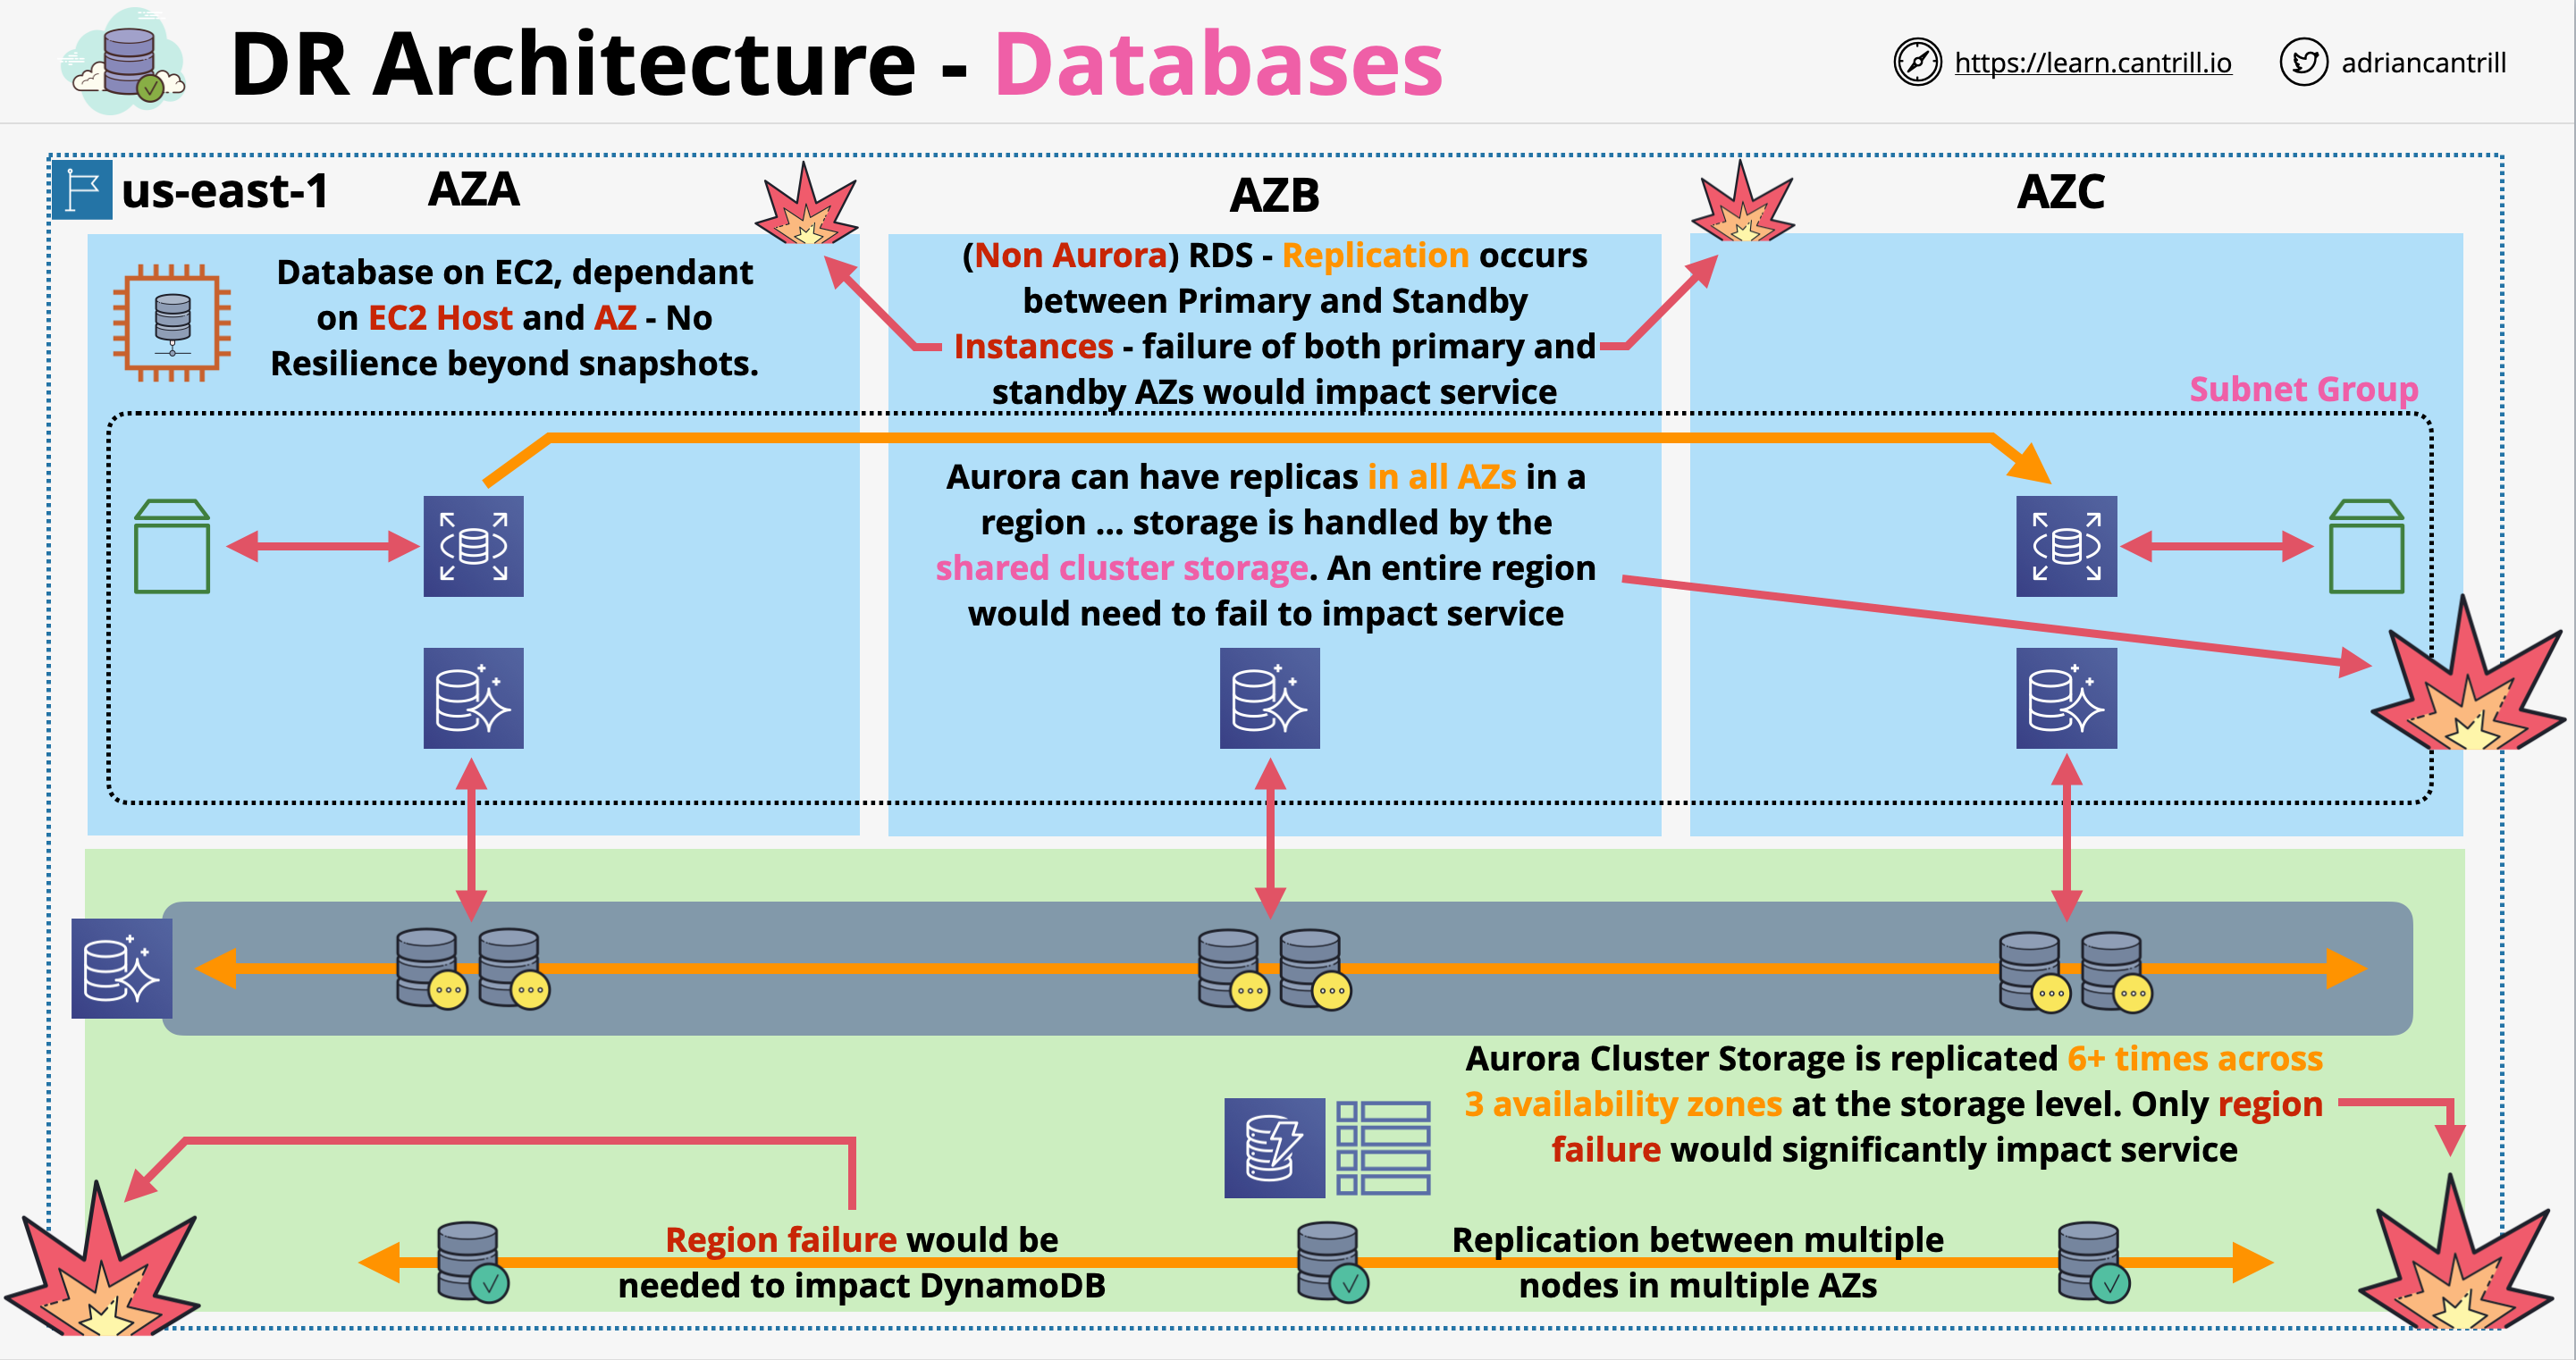 DR Architecture - Databases
https://learn.cantrill.io
adriancantrill
us-east-1
AZA
AZB
AZC
Database on EC2, dependant
on EC2 Host and AZ - No
Resilience beyond snapshots.
(Non Aurora) RDS - Replication occurs
between Primary and Standby
Instances - failure of both primary and
standby AZs would impact service
Subnet Group
Aurora can have replicas in all AZs in a
region ... storage is handled by the
shared cluster storage. An entire region
would need to fail to impact service
Aurora Cluster Storage is replicated 6+ times across
3 availability zones at the storage level. Only region
failure would significantly impact service
Region failure would be
needed to impact DynamoDB
Replication between multiple
nodes in multiple AZs